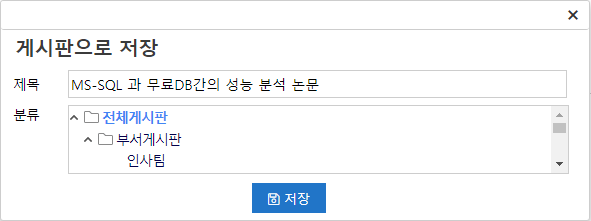 게시판으로 저장
제목 MS-SQL 과 무료DB간의 성능 분석 논문
분류 전체게시판
부서게시판
인사팀
저장